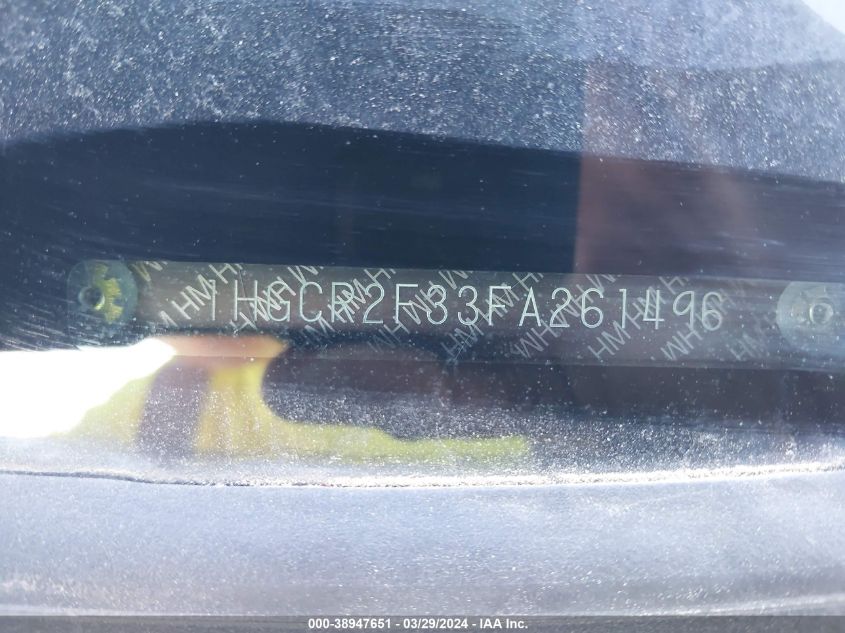 1HGCR2F33FA261496
000-38947651 - 03/29/2024 - IAA Inc.